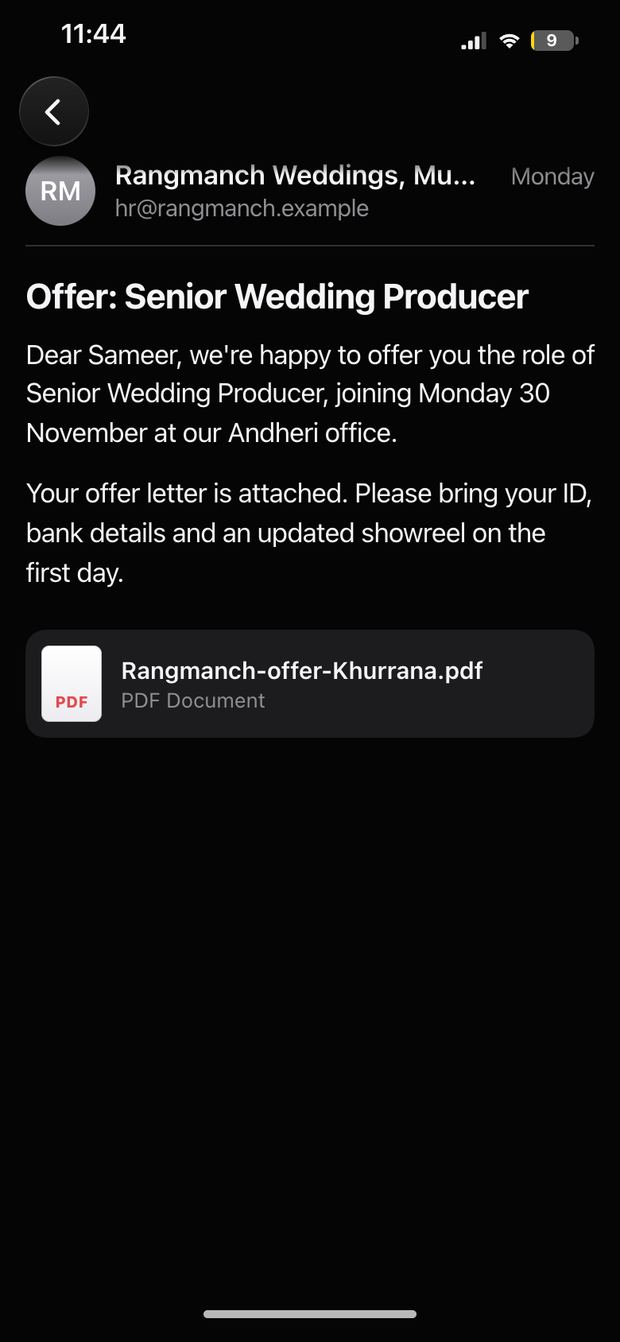 11:44
9
RM
Rangmanch Weddings, Mu...
Monday
hr@rangmanch.example
Offer: Senior Wedding Producer
Dear Sameer, we're happy to offer you the role of
Senior Wedding Producer, joining Monday 30
November at our Andheri office.
Your offer letter is attached. Please bring your ID,
bank details and an updated showreel on the
first day.
PDF
Rangmanch-offer-Khurrana.pdf
PDF Document